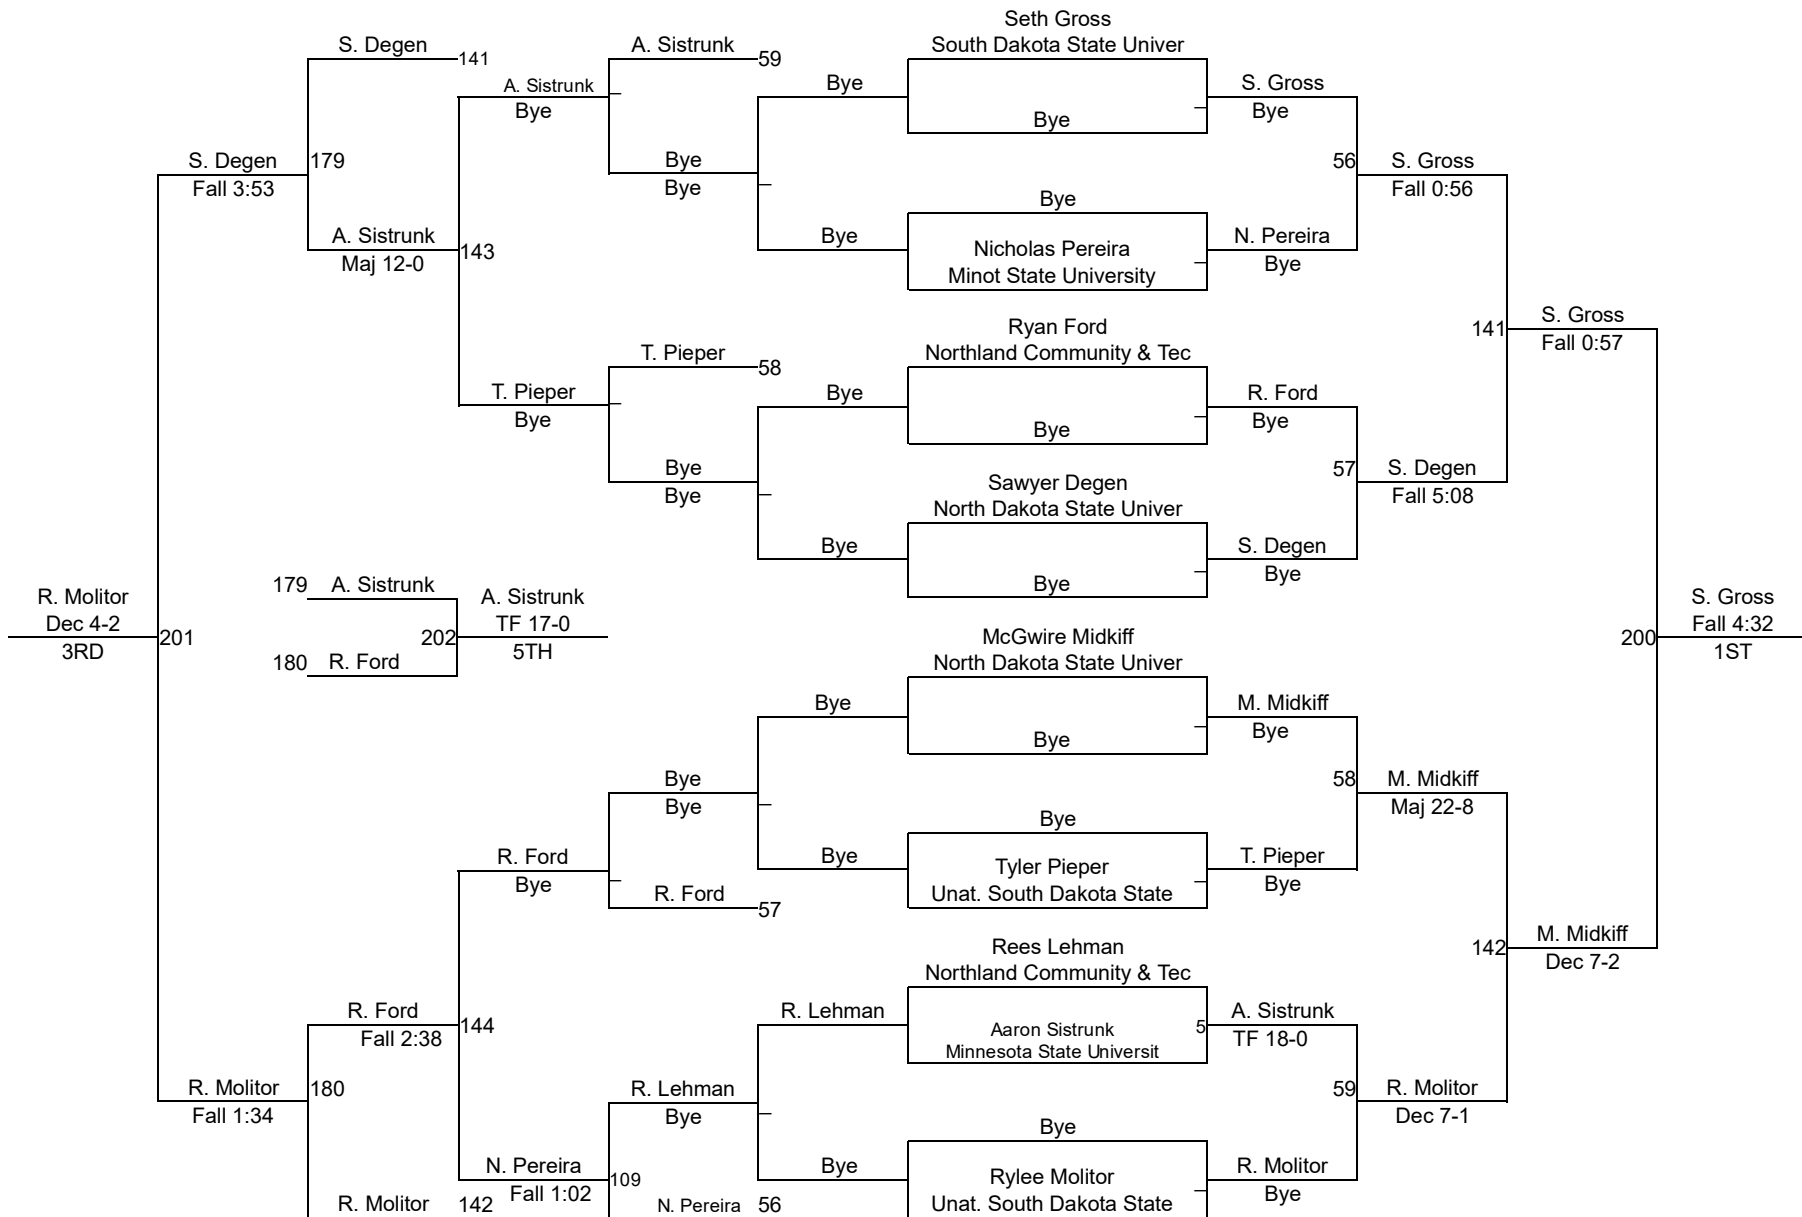 Seth Gross
S. Degen
141
A. Sistrunk
59
South Dakota State Univer
A. Sistrunk
Bye
Bye
Bye
S. Gross
Bye
S. Degen
Fall 3:53
179
Bye
Bye
56
S. Gross
Fall 0:56
A. Sistrunk
Maj 12-0
143
Bye
Bye
Nicholas Pereira
Minot State University
N. Pereira
Bye
Ryan Ford
Northland Community & Tec
141
S. Gross
Fall 0:57
T. Pieper
58
T. Pieper
Bye
Bye
Bye
R. Ford
Bye
Bye
Bye
57
S. Degen
Fall 5:08
Sawyer Degen
North Dakota State Univer
Bye
Bye
S. Degen
Bye
R. Molitor
Dec 4-2
3RD
201
179
A. Sistrunk
180
R. Ford
202
A. Sistrunk
TF 17-0
5TH
McGwire Midkiff
North Dakota State Univer
200
S. Gross
Fall 4:32
1ST
Bye
Bye
M. Midkiff
Bye
Bye
Bye
58
M. Midkiff
Maj 22-8
R. Ford
Bye
Bye
Bye
Tyler Pieper
Unat. South Dakota State
T. Pieper
Bye
R. Ford
57
Rees Lehman
Northland Community & Tec
142
M. Midkiff
Dec 7-2
R. Ford
Fall 2:38
144
R. Lehman
Aaron Sistrunk
Minnesota State Universit
5
A. Sistrunk
TF 18-0
R. Molitor
Fall 1:34
180
R. Lehman
Bye
59
R. Molitor
Dec 7-1
N. Pereira
Fall 1:02
109
Bye
Bye
Rylee Molitor
Unat. South Dakota State
R. Molitor
Bye
R. Molitor
142
N. Pereira
56